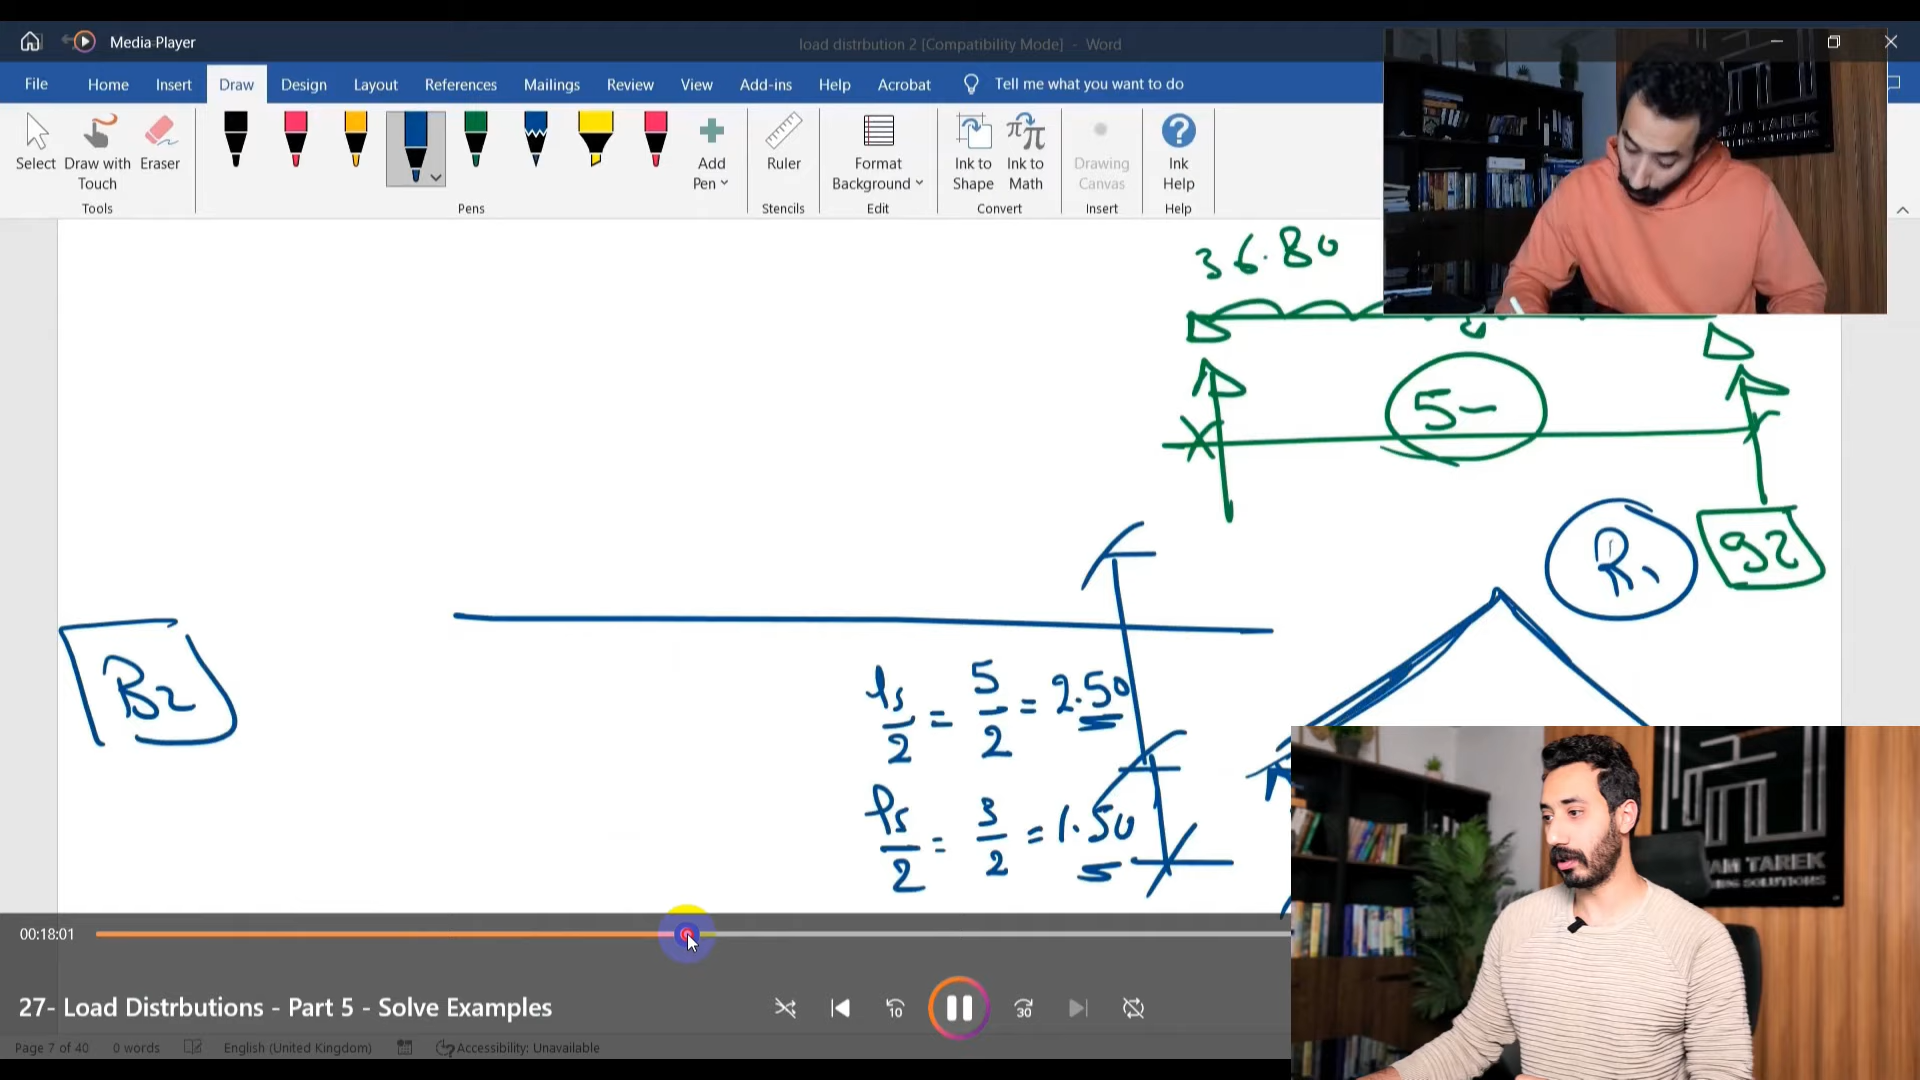 Media Player
load distrbution 2 [Compatibility Mode] - Word
File Home Insert Draw Design Layout References Mailings Review View Add-ins Help Acrobat Tell me what you want to do
Select
Draw with Touch
Eraser
Add Pen
Ruler
Format Background
Ink to Shape
Ink to Math
Drawing Canvas
Ink Help
Tools
Pens
Stencils
Edit
Convert
Insert
Help
M TAREK
36.80
5
R1
92
B2
ls/2 = 5/2 = 2.50
ls/2 = 3/2 = 1.50
AM TAREK
00:18:01
27- Load Distrbutions - Part 5 - Solve Examples
10
30
Page 7 of 40
0 words
English (United Kingdom)
Accessibility: Unavailable